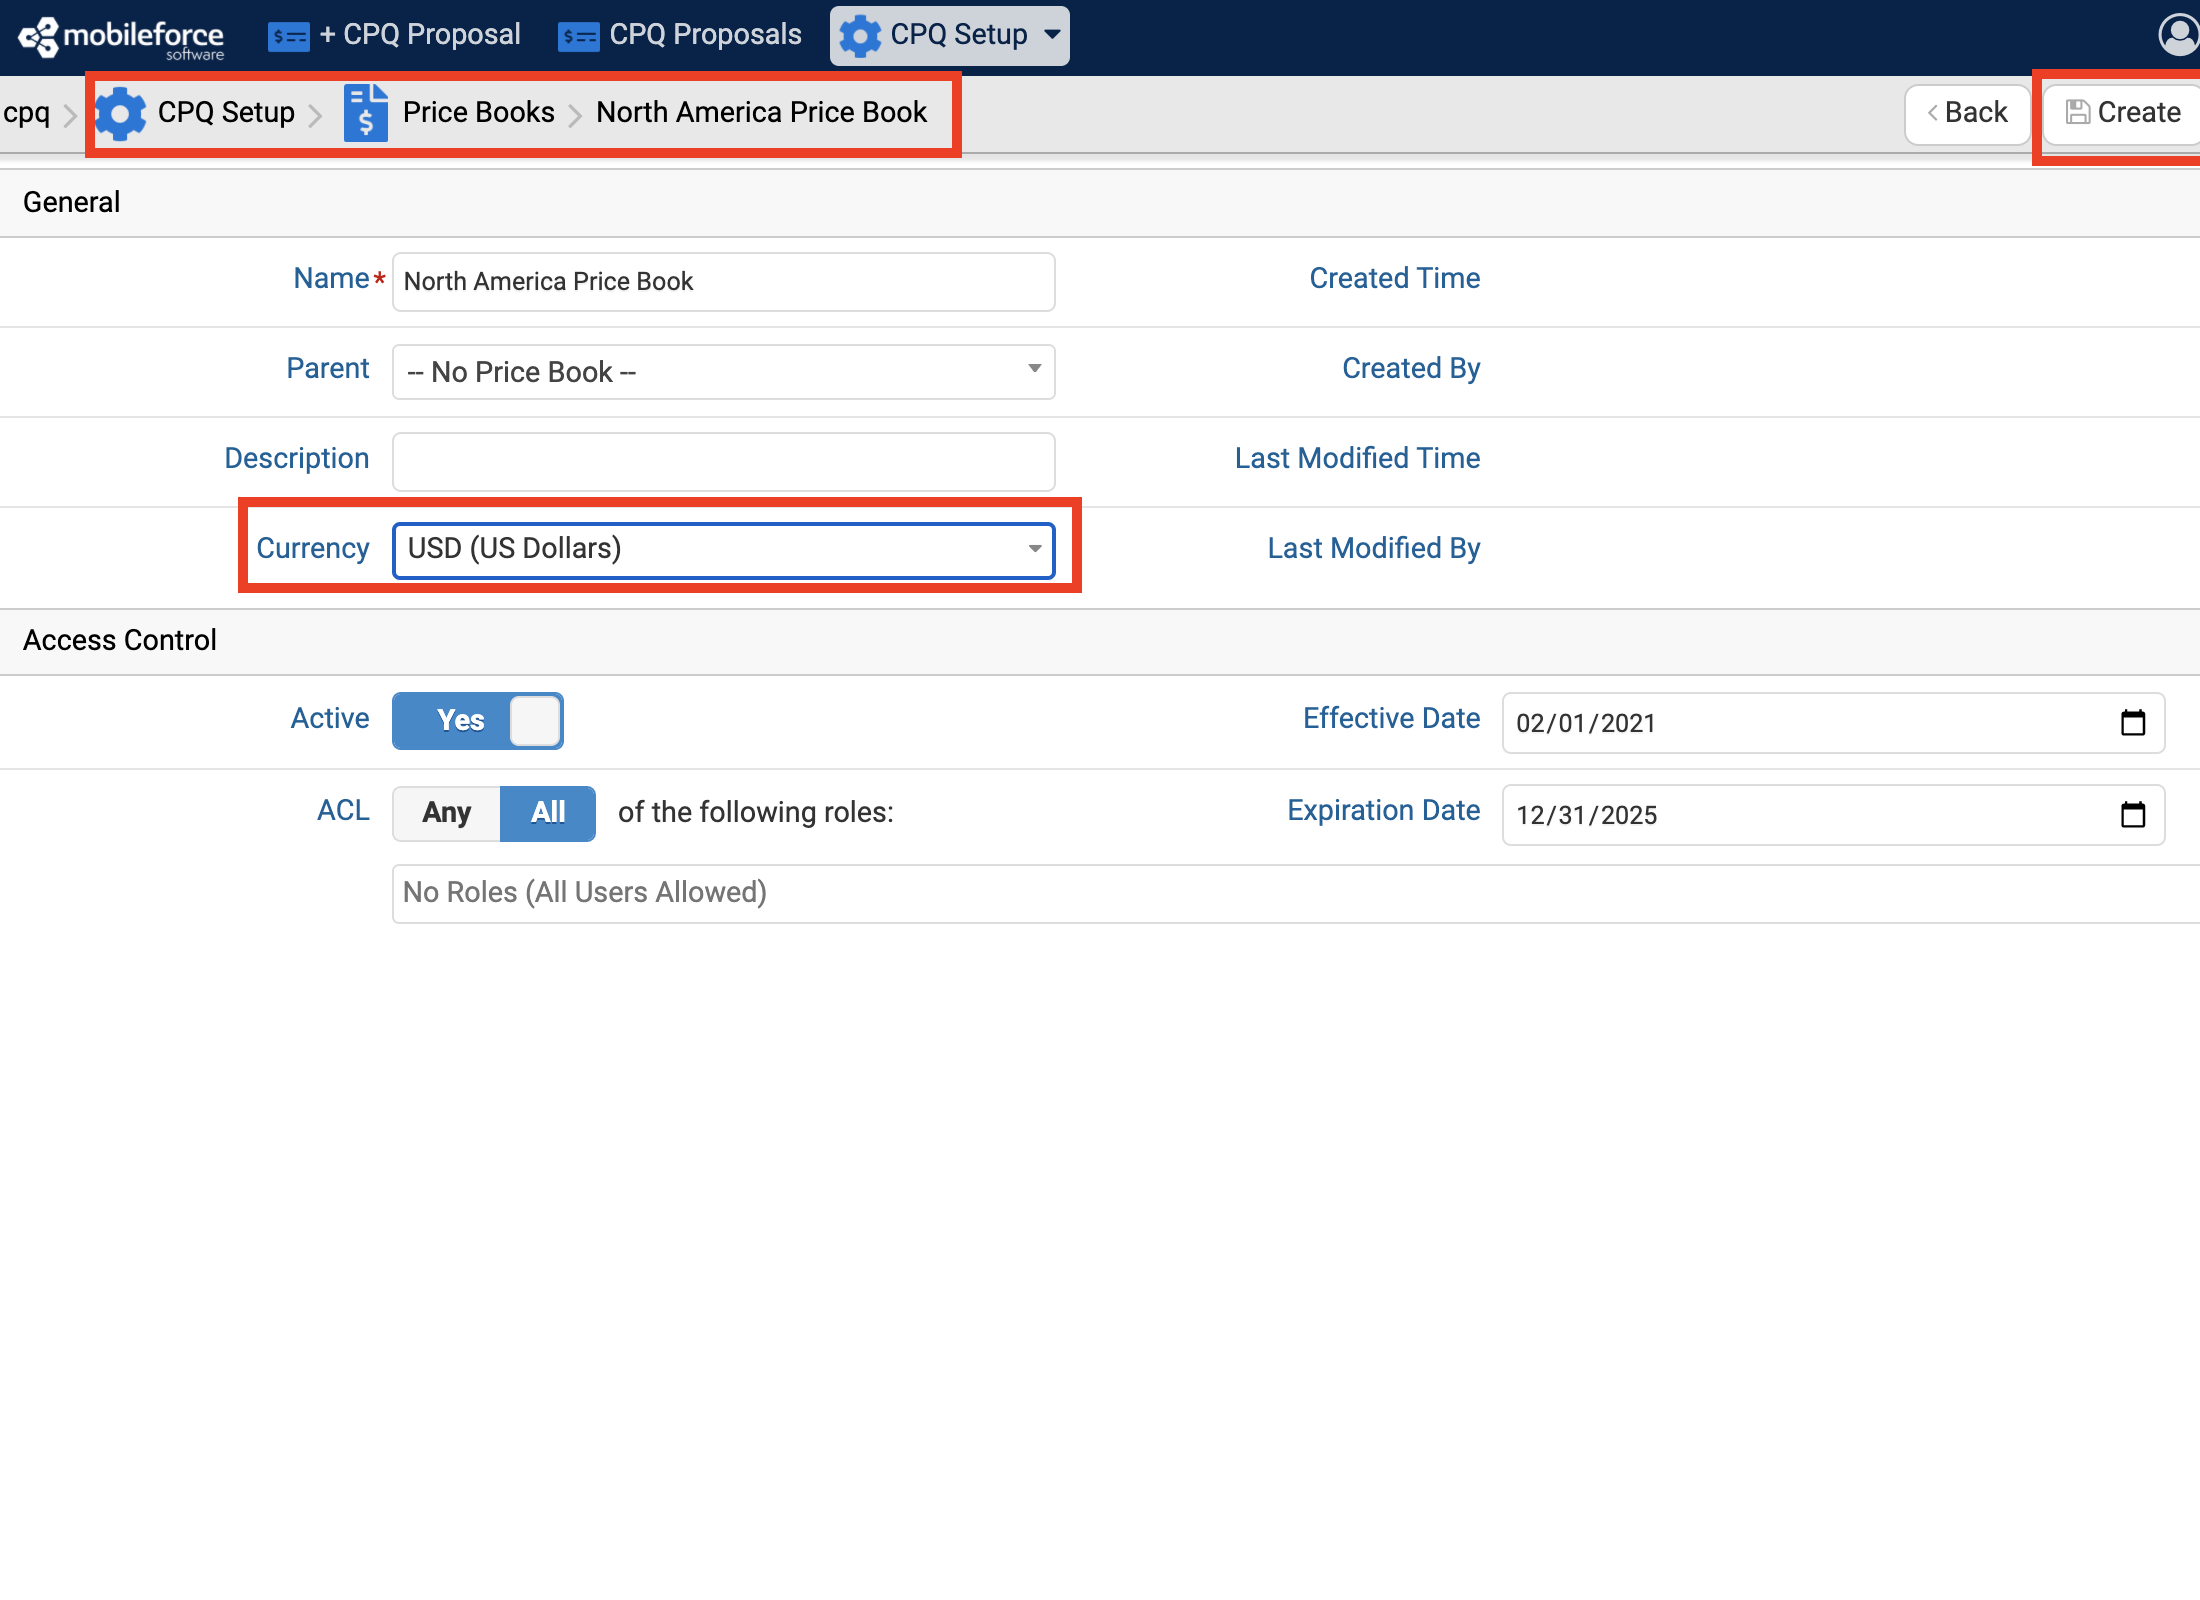 mobileforce
software
+ CPQ Proposal
CPQ Proposals
CPQ Setup
cpq > CPQ Setup > Price Books > North America Price Book
< Back
Create
General
Name* North America Price Book
Created Time
Parent -- No Price Book --
Created By
Description
Last Modified Time
Currency USD (US Dollars)
Last Modified By
Access Control
Active Yes
Effective Date 02/01/2021
ACL Any All of the following roles:
Expiration Date 12/31/2025
No Roles (All Users Allowed)